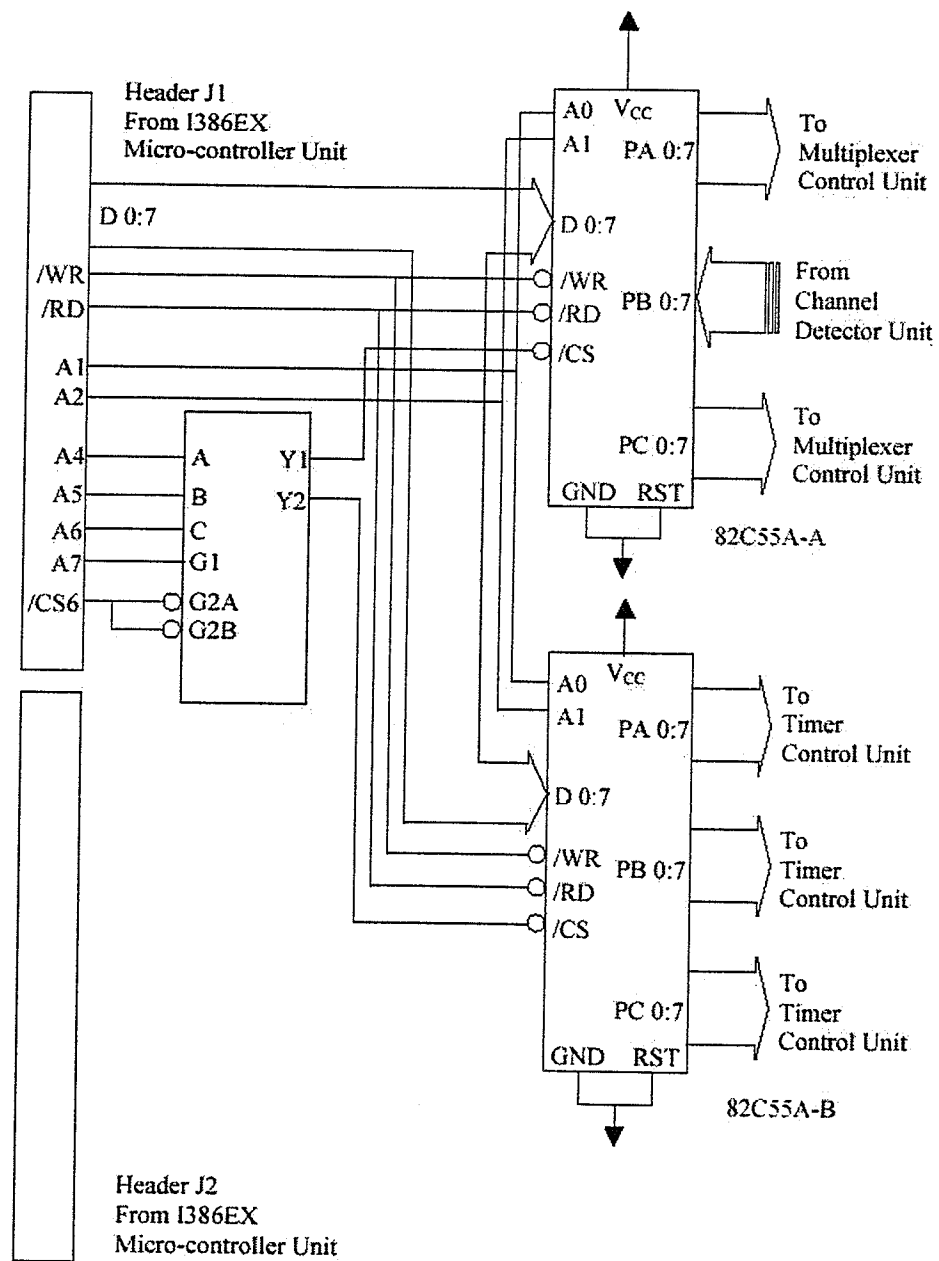 Header J1
From I386EX
Micro-controller Unit
D 0:7
/WR
/RD
A1
A2
A4
A5
A6
A7
/CS6
A
B
C
G1
G2A
G2B
Y1
Y2
A0
A1
D 0:7
/WR
/RD
/CS
Vcc
PA 0:7
PB 0:7
PC 0:7
GND RST
To
Multiplexer
Control Unit
From
Channel
Detector Unit
To
Multiplexer
Control Unit
82C55A-A
A0
A1
D 0:7
/WR
/RD
/CS
Vcc
PA 0:7
PB 0:7
PC 0:7
GND RST
To
Timer
Control Unit
To
Timer
Control Unit
To
Timer
Control Unit
82C55A-B
Header J2
From I386EX
Micro-controller Unit